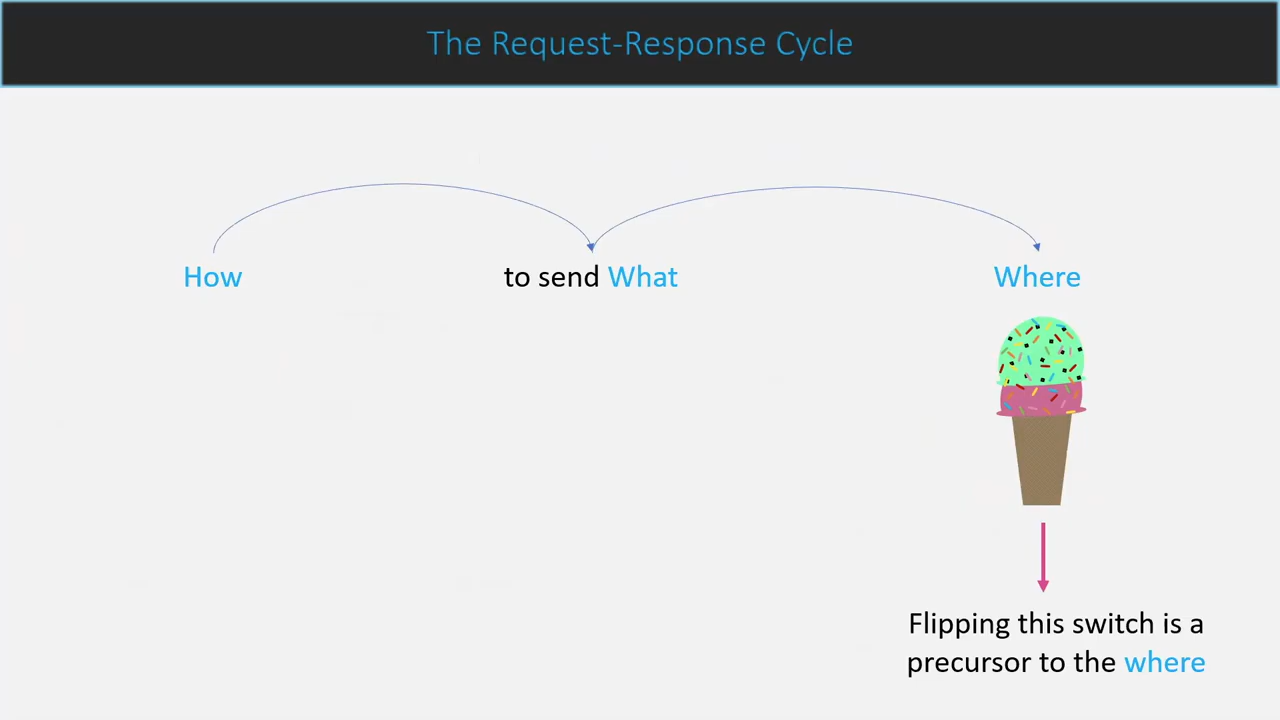 The Request-Response Cycle
How to send What Where
Flipping this switch is a
precursor to the where